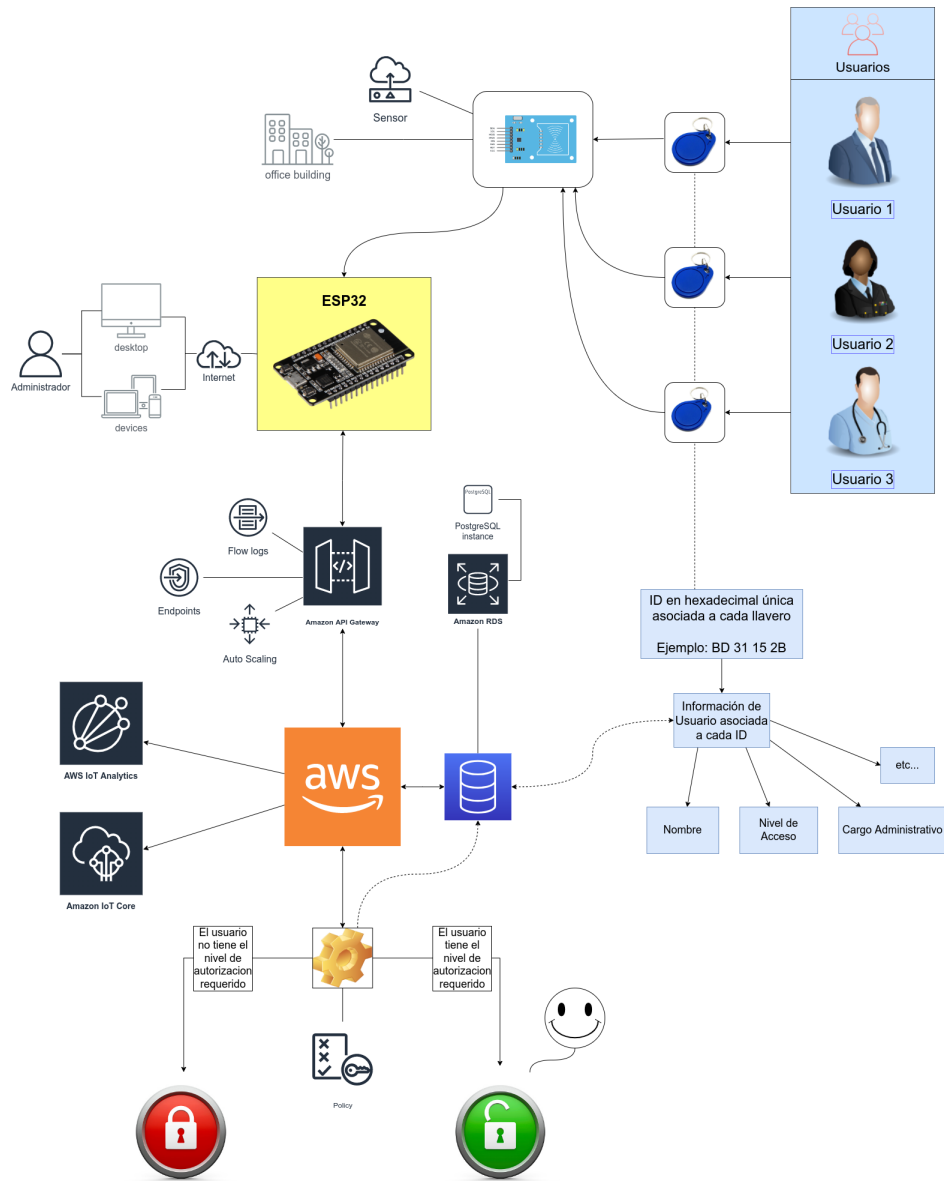 Usuarios
Sensor
office building
Usuario 1
Usuario 2
Usuario 3
ESP32
Administrador
desktop
Internet
devices
Flow logs
Endpoints
Auto Scaling
</>
Amazon API Gateway
PostgreSQL
PostgreSQL
instance
Amazon RDS
ID en hexadecimal única
asociada a cada llavero
Ejemplo: BD 31 15 2B
Información de
Usuario asociada
a cada ID
etc...
Nombre
Nivel de
Acceso
Cargo Administrativo
AWS IoT Analytics
aws
Amazon IoT Core
El usuario
no tiene el
nivel de
autorizacion
requerido
El usuario
tiene el
nivel de
autorizacion
requerido
Policy